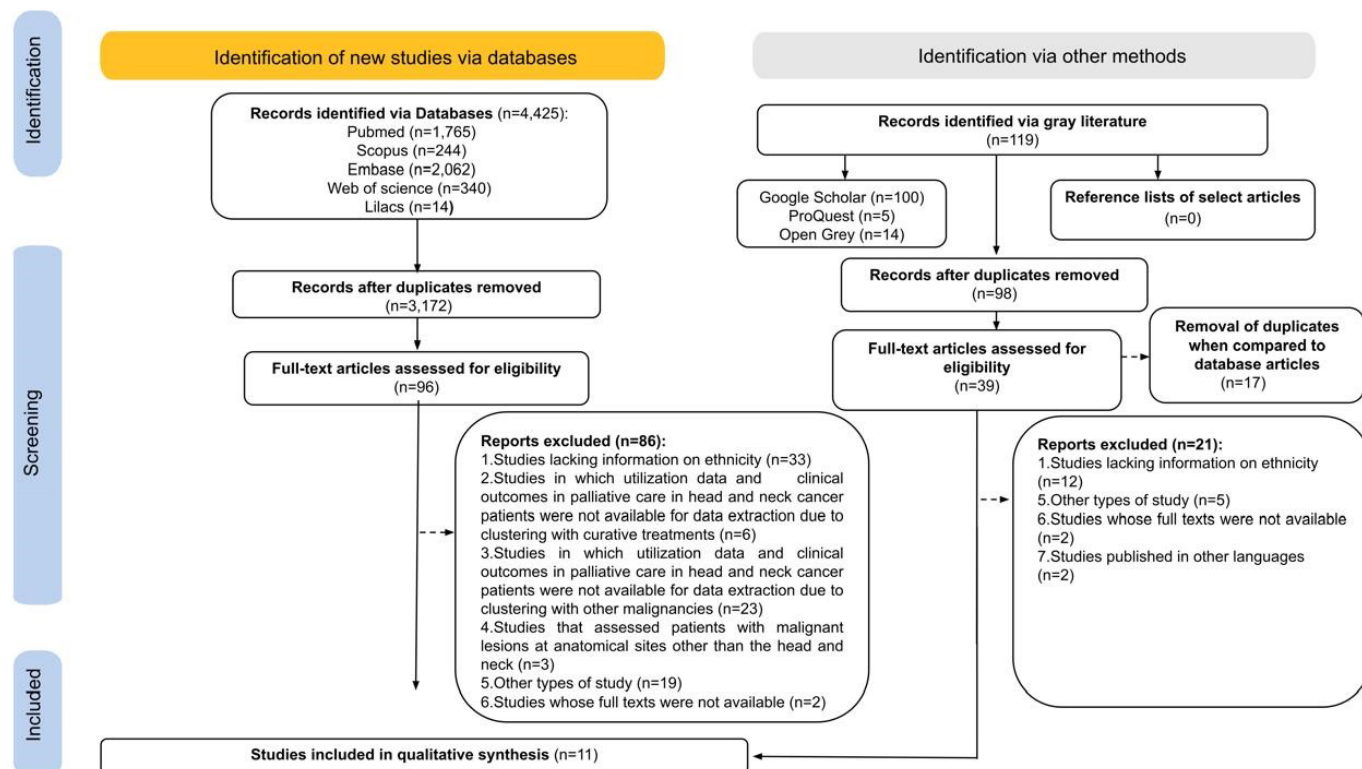 Identification
Identification of new studies via databases
Identification via other methods
Records identified via Databases (n=4,425):
Pubmed (n=1,765)
Scopus (n=244)
Embase (n=2,062)
Web of science (n=340)
Lilacs (n=14)
Records identified via gray literature
(n=119)
Google Scholar (n=100)
ProQuest (n=5)
Open Grey (n=14)
Reference lists of select articles
(n=0)
Screening
Records after duplicates removed
(n=3,172)
Records after duplicates removed
(n=98)
Full-text articles assessed for eligibility
(n=96)
Full-text articles assessed for
eligibility
(n=39)
Removal of duplicates
when compared to
database articles
(n=17)
Reports excluded (n=86):
1.Studies lacking information on ethnicity (n=33)
2.Studies in which utilization data and clinical
outcomes in palliative care in head and neck cancer
patients were not available for data extraction due to
clustering with curative treatments (n=6)
3.Studies in which utilization data and clinical
outcomes in palliative care in head and neck cancer
patients were not available for data extraction due to
clustering with other malignancies (n=23)
4.Studies that assessed patients with malignant
lesions at anatomical sites other than the head and
neck (n=3)
5.Other types of study (n=19)
6.Studies whose full texts were not available (n=2)
Reports excluded (n=21):
1.Studies lacking information on ethnicity
(n=12)
5.Other types of study (n=5)
6.Studies whose full texts were not available
(n=2)
7.Studies published in other languages
(n=2)
Included
Studies included in qualitative synthesis (n=11)